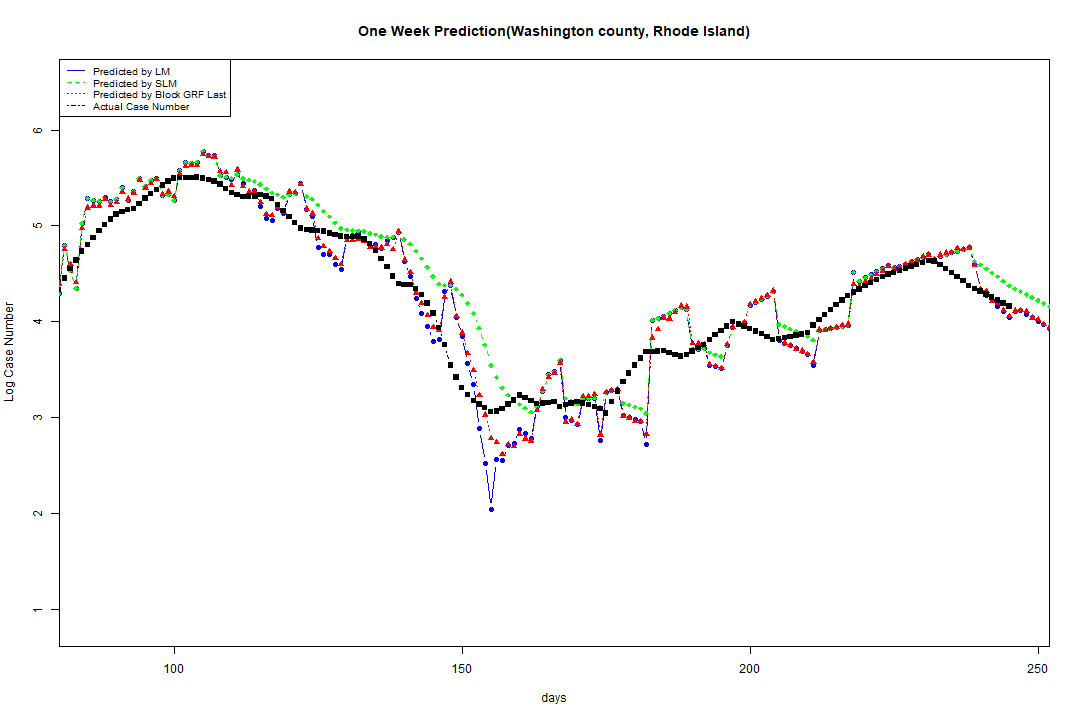 One Week Prediction(Washington county, Rhode Island)
Predicted by LM
Predicted by SLM
Predicted by Block GRF Last
Actual Case Number
6
5
4
3
2
1
Log Case Number
100 150 200 250
days